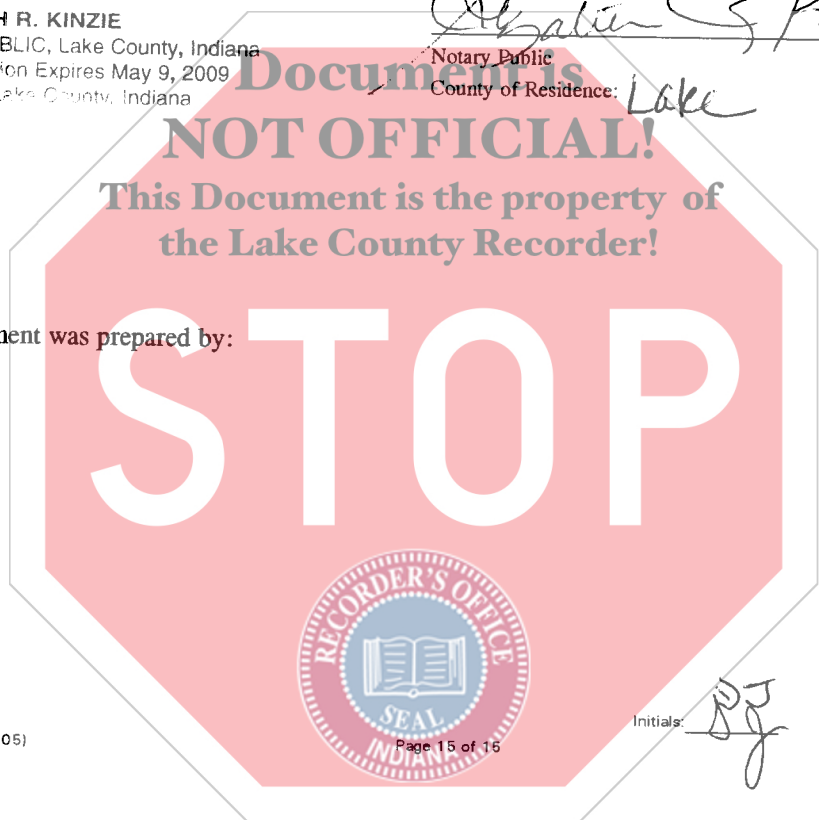 R. KINZIE
BLIC, Lake County, Indiana
ion Expires May 9, 2009
ake County, Indiana
Notary Public
County of Residence: Lake
Document is
NOT OFFICIAL!
This Document is the property of
the Lake County Recorder!
ent was prepared by:
STOP
RECORDER'S OFFICE
SEAL
INDIANA
Initials:
05)
Page 15 of 15